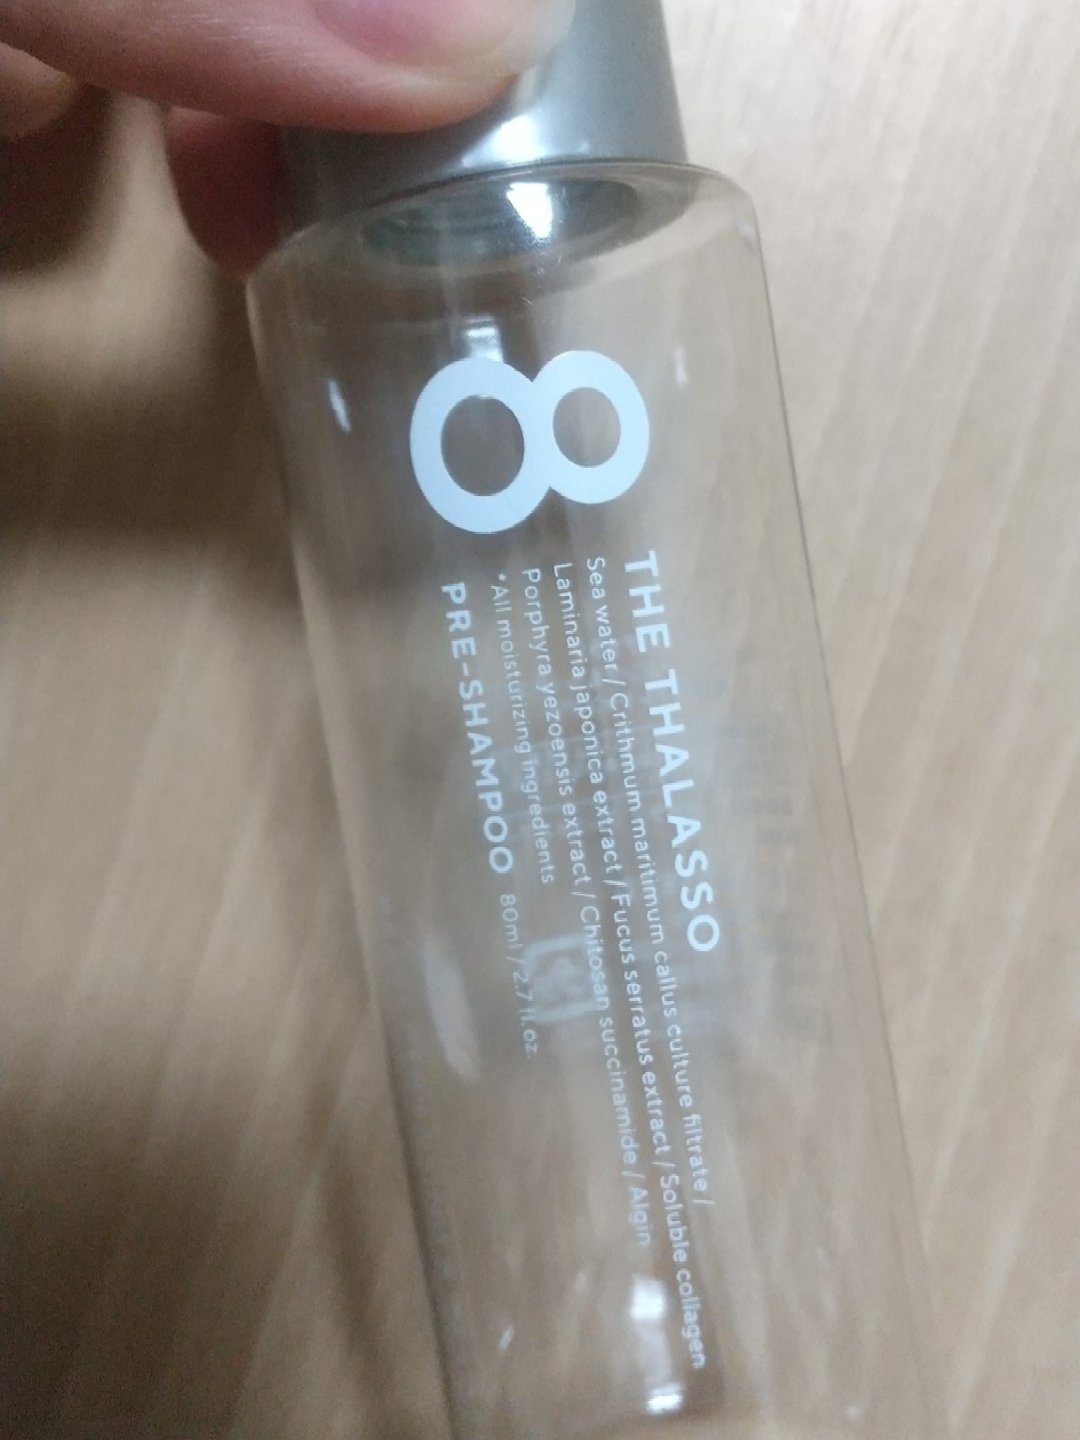 8
THE THALASSO
Sea water / Crithmum maritimum callus culture filtrate /
Laminaria japonica extract / Fucus serratus extract / Soluble collagen
Porphyra yezoensis extract / Chitosan succinamide / Algin
*All moisturizing ingredients
PRE-SHAMPOO 80ml / 2.7 fl.oz.